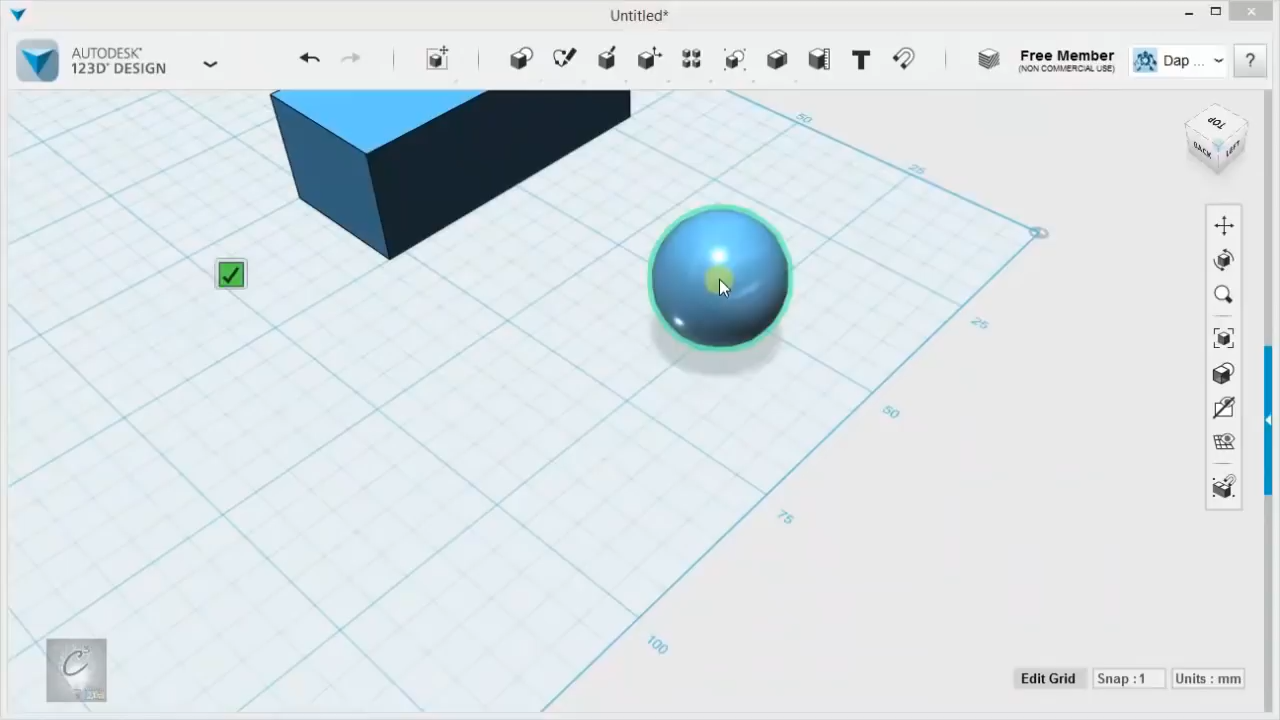 Untitled*
AUTODESK®
123D® DESIGN
Free Member
(NON COMMERCIAL USE)
Dap ...
?
TOP
BACK
LEFT
50
25
25
50
75
100
Edit Grid
Snap : 1
Units : mm